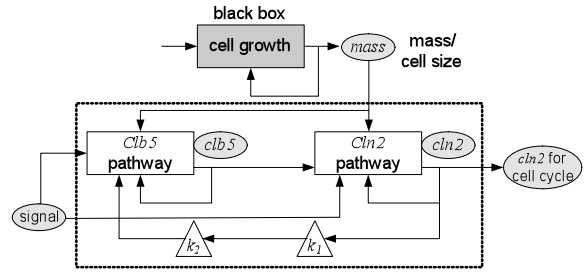 black box
cell growth
mass
mass/
cell size
Clb5
pathway
clb5
Cln2
pathway
cln2
cln2 for
cell cycle
signal
k2
k1